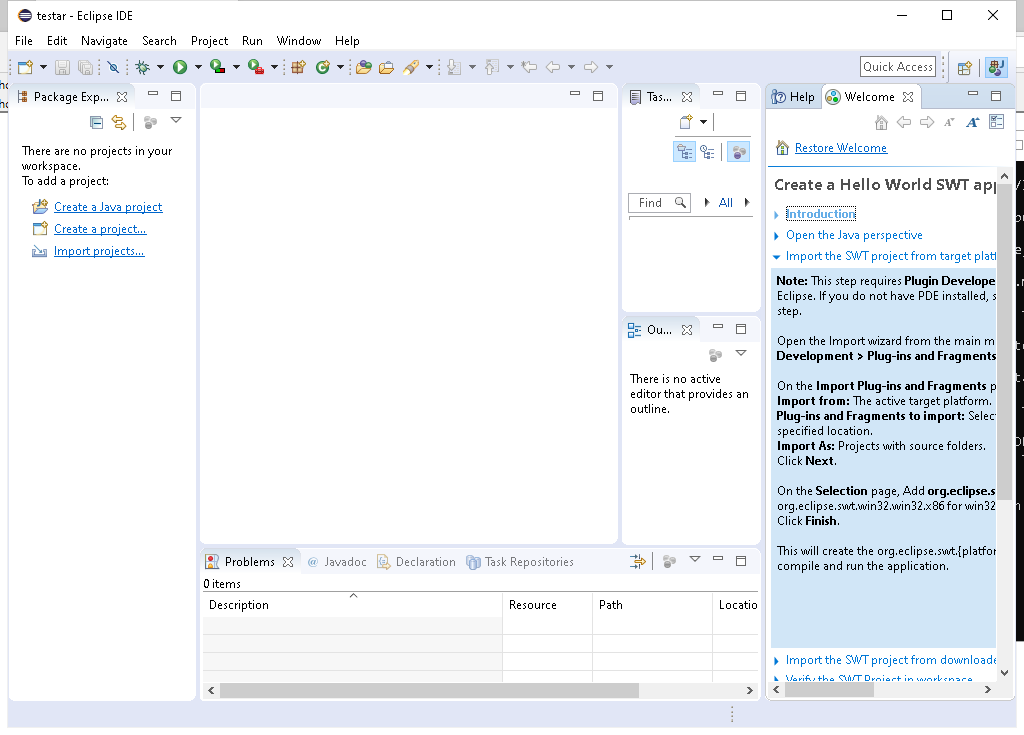 testar - Eclipse IDE
File Edit Navigate Search Project Run Window Help
Quick Access
Package Exp...
There are no projects in your
workspace.
To add a project:
Create a Java project
Create a project...
Import projects...
Tas...
Find
All
Ou...
There is no active
editor that provides an
outline.
Problems @ Javadoc Declaration Task Repositories
0 items
Description Resource Path Locatio
Help Welcome
Restore Welcome
Create a Hello World SWT app
Introduction
Open the Java perspective
Import the SWT project from target platf
Note: This step requires Plugin Develope
Eclipse. If you do not have PDE installed, s
step.
Open the Import wizard from the main m
Development > Plug-ins and Fragments
On the Import Plug-ins and Fragments p
Import from: The active target platform.
Plug-ins and Fragments to import: Selec
specified location.
Import As: Projects with source folders.
Click Next.
On the Selection page, Add org.eclipse.s
org.eclipse.swt.win32.win32.x86 for win32
Click Finish.
This will create the org.eclipse.swt.{platfor
compile and run the application.
Import the SWT project from downloade
Verify the SWT Project in workspace